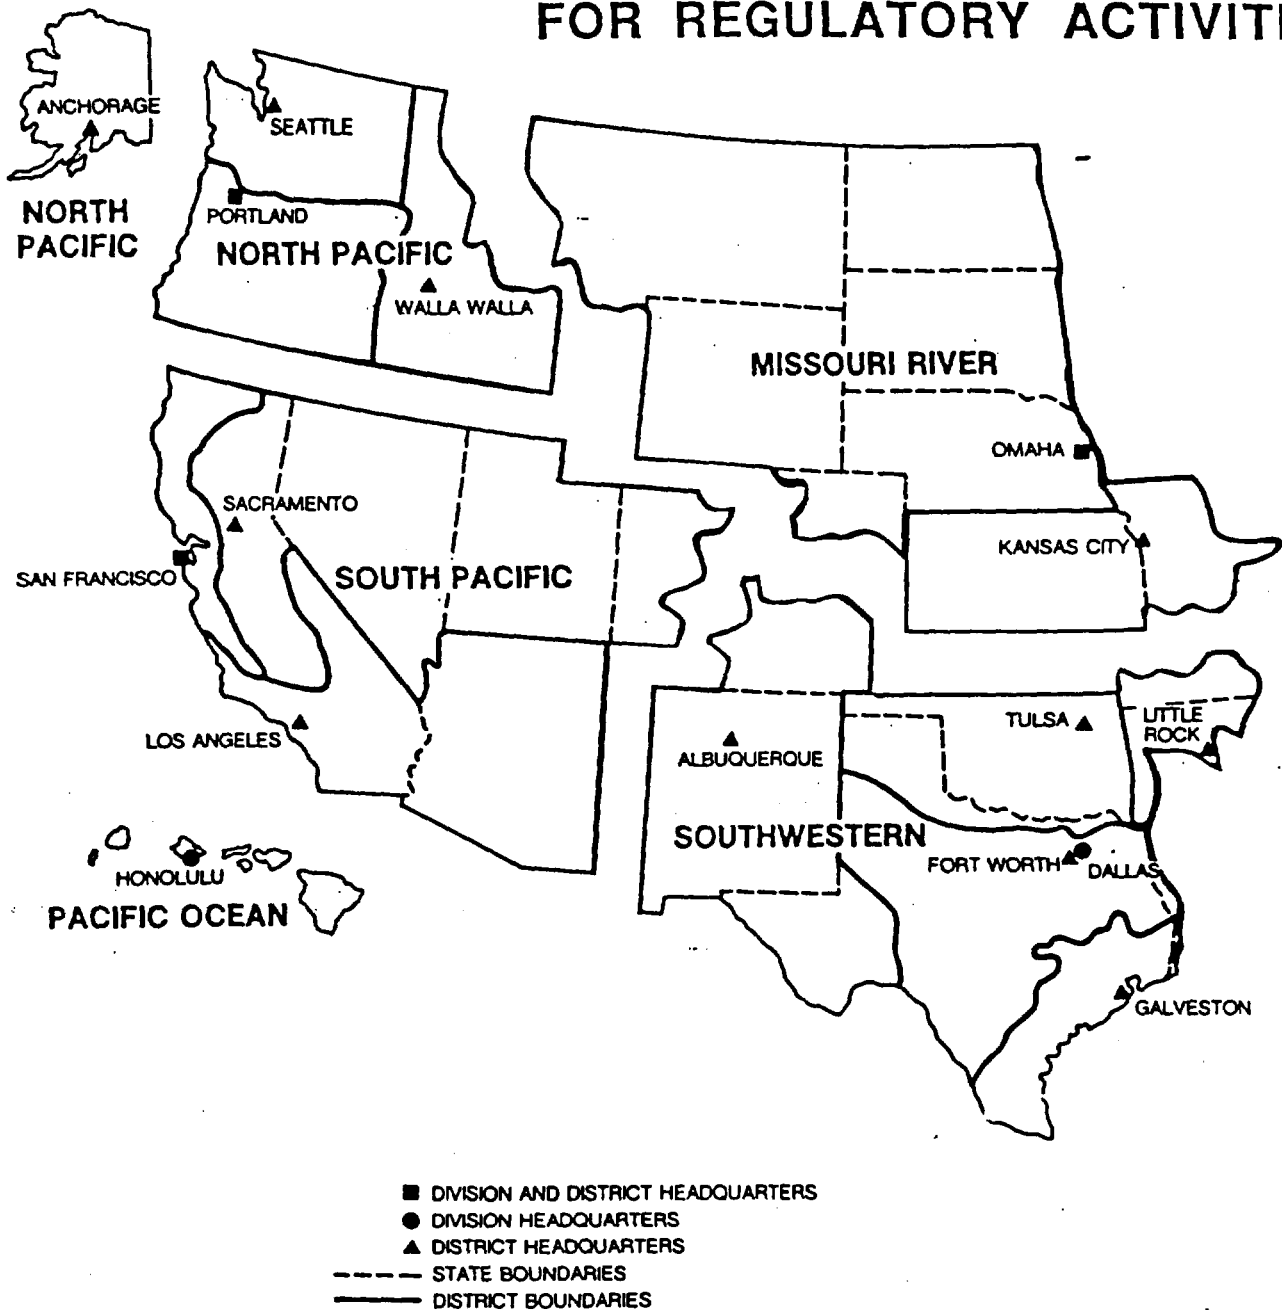 FOR REGULATORY ACTIVITI
ANCHORAGE
SEATTLE
NORTH
PACIFIC
PORTLAND
NORTH PACIFIC
WALLA WALLA
MISSOURI RIVER
OMAHA
SACRAMENTO
KANSAS CITY
SAN FRANCISCO
SOUTH PACIFIC
LOS ANGELES
TULSA
LITTLE
ROCK
ALBUQUERQUE
SOUTHWESTERN
FORT WORTH
DALLAS
HONOLULU
PACIFIC OCEAN
GALVESTON
DIVISION AND DISTRICT HEADQUARTERS
DIVISION HEADQUARTERS
DISTRICT HEADQUARTERS
STATE BOUNDARIES
DISTRICT BOUNDARIES